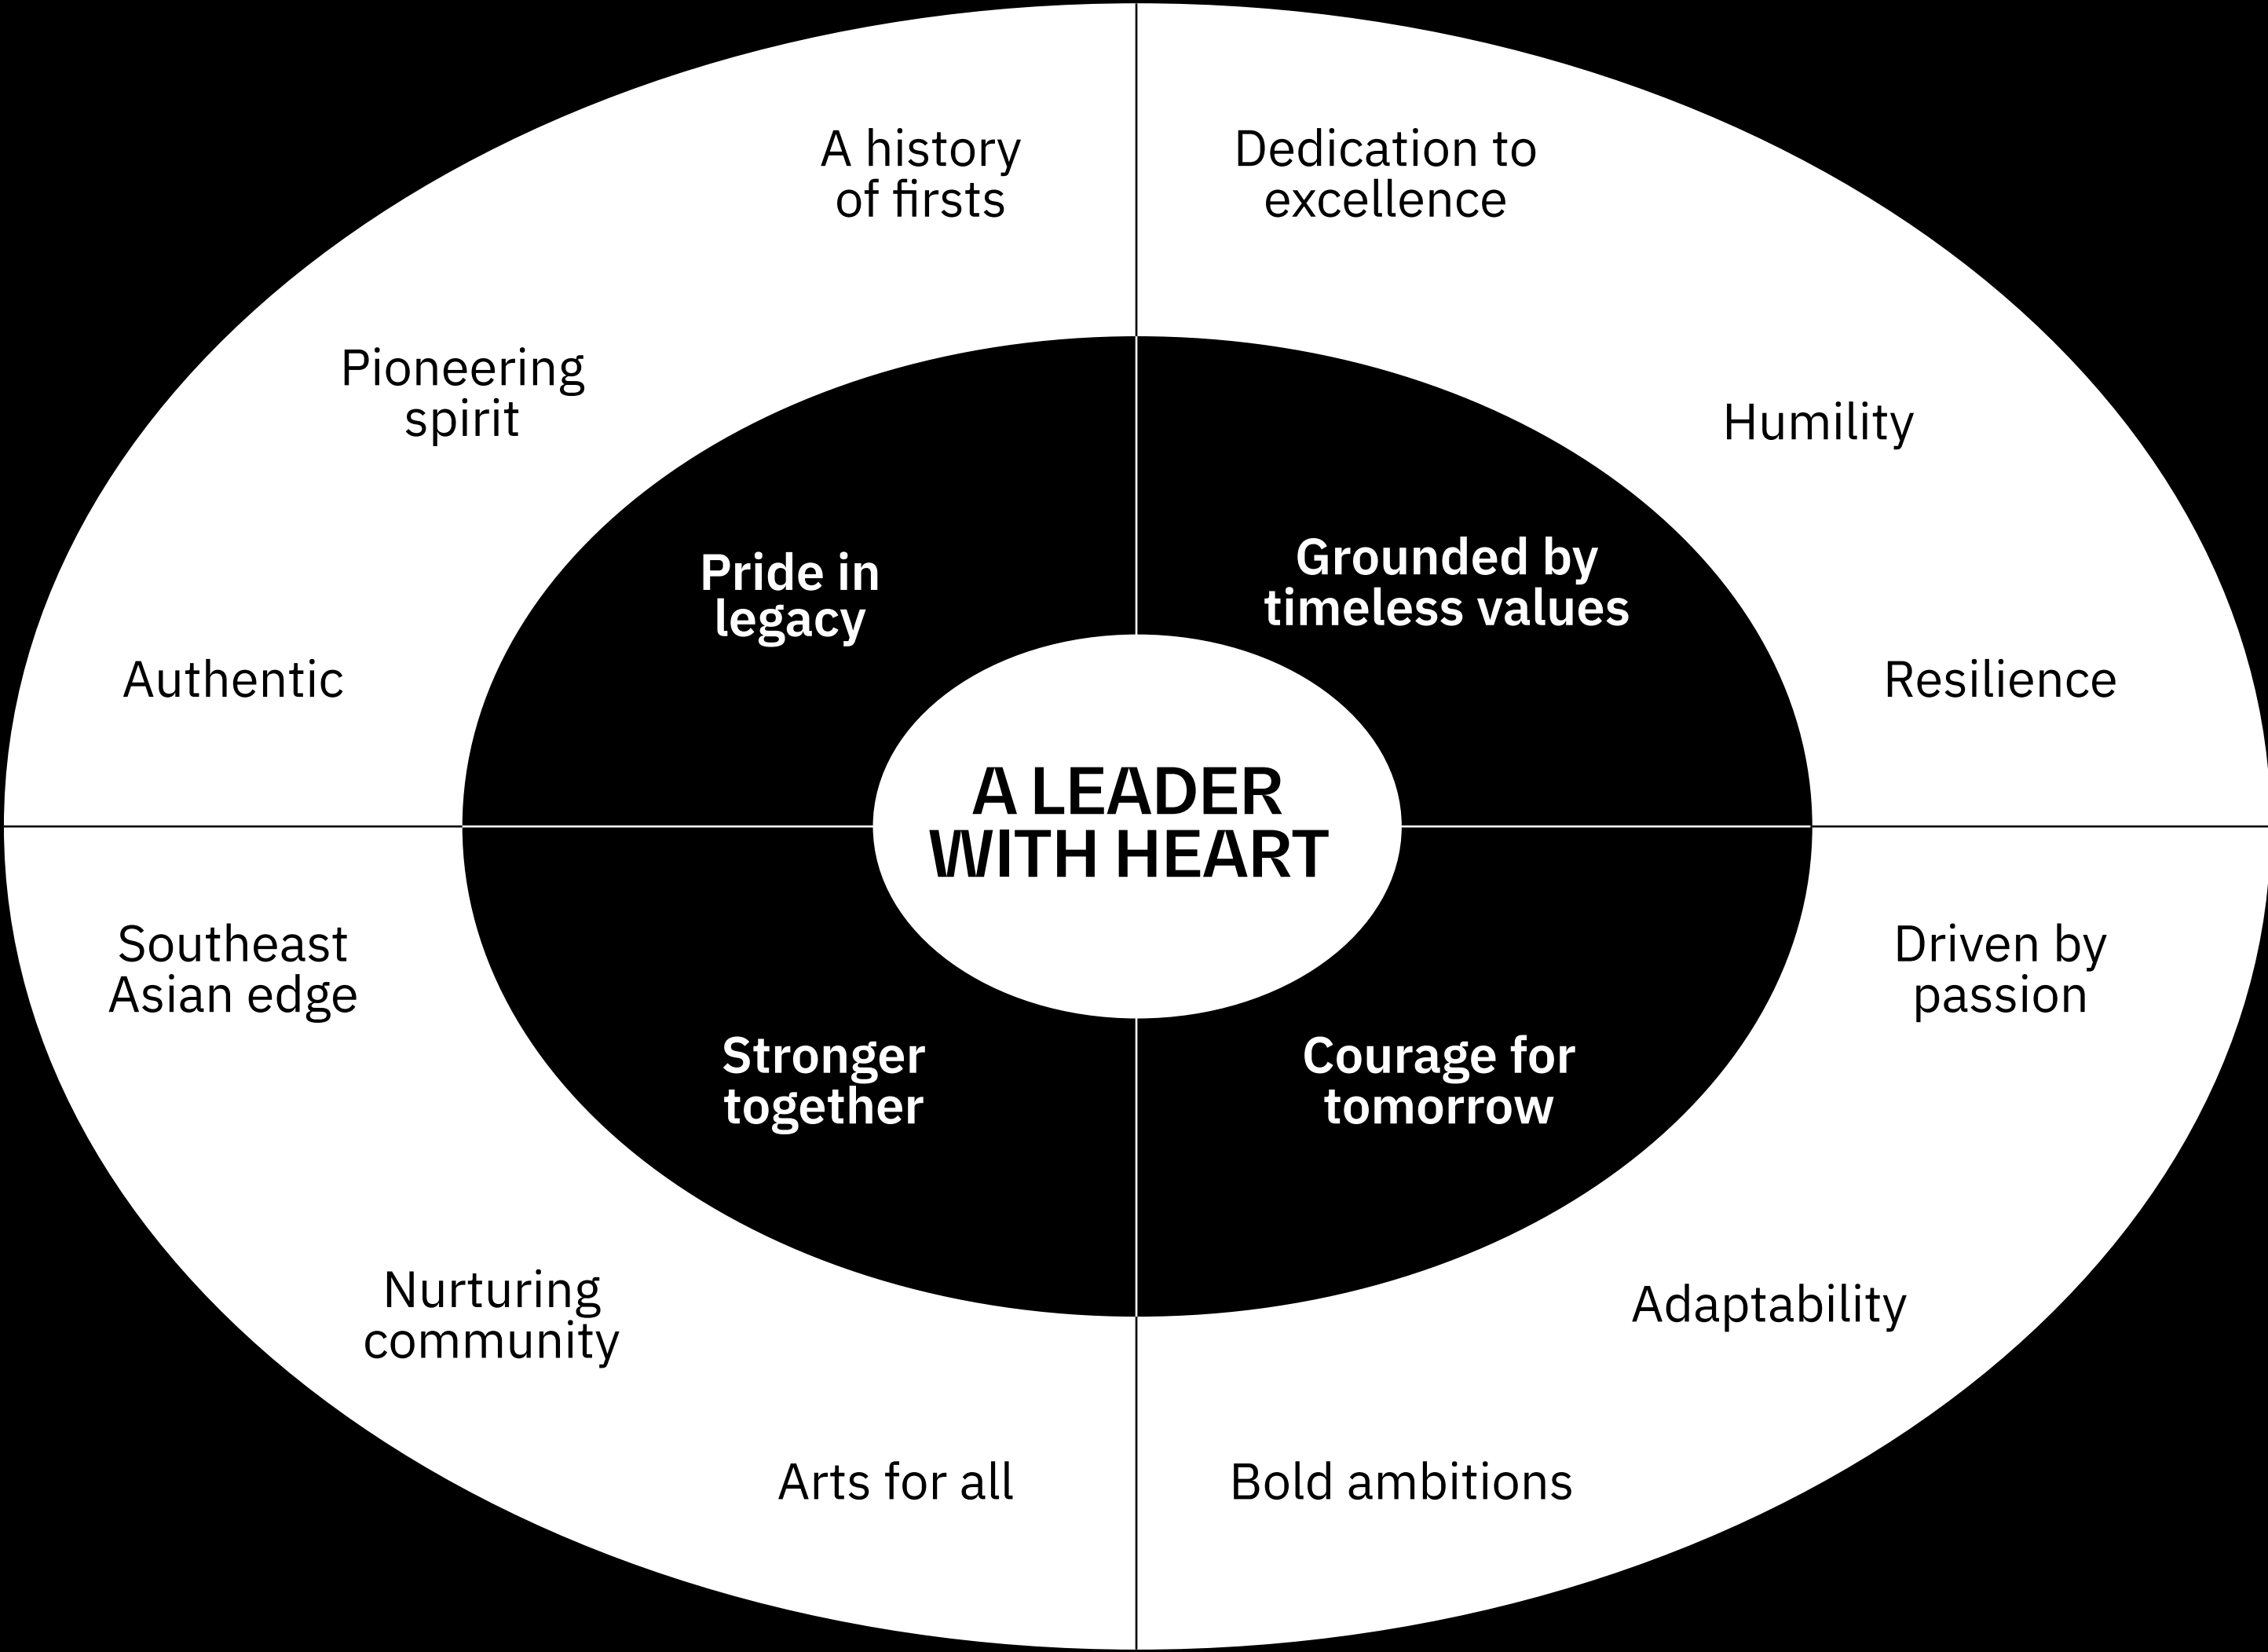 A history
of firsts
Dedication to
excellence
Pioneering
spirit
Humility
Pride in
legacy
Grounded by
timeless values
Authentic
Resilience
A LEADER
WITH HEART
Southeast
Asian edge
Driven by
passion
Stronger
together
Courage for
tomorrow
Nurturing
community
Adaptability
Arts for all
Bold ambitions